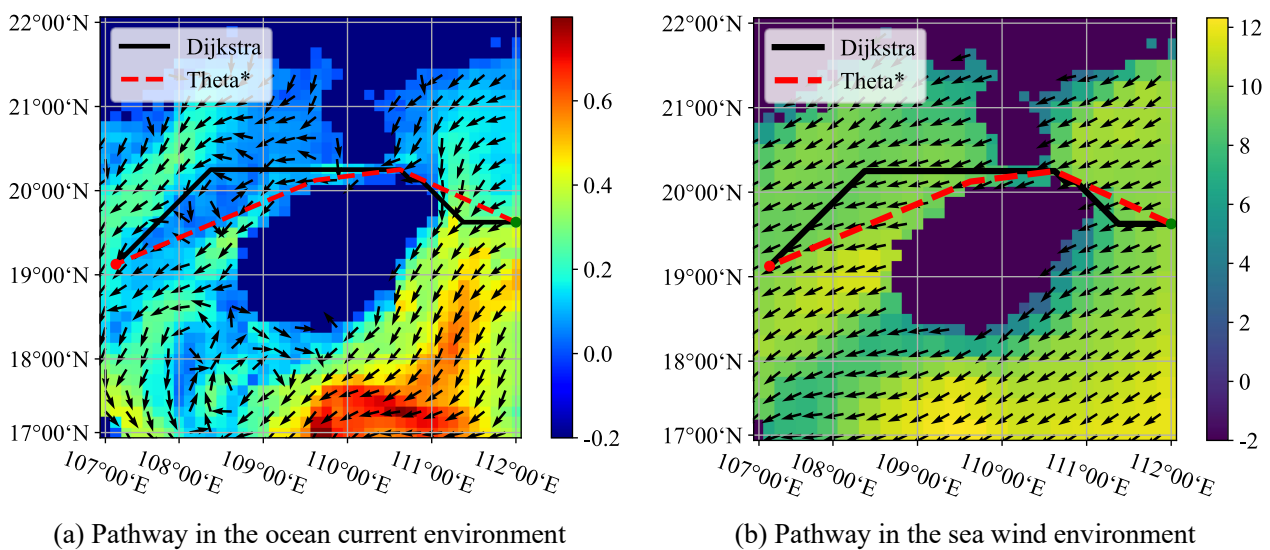 22°00‘N
21°00‘N
20°00‘N
19°00‘N
18°00‘N
17°00‘N
107°00‘E
108°00‘E
109°00‘E
110°00‘E
111°00‘E
112°00‘E
Dijkstra
Theta*
0.6
0.4
0.2
0.0
-0.2
(a) Pathway in the ocean current environment
22°00‘N
21°00‘N
20°00‘N
19°00‘N
18°00‘N
17°00‘N
107°00‘E
108°00‘E
109°00‘E
110°00‘E
111°00‘E
112°00‘E
Dijkstra
Theta*
12
10
8
6
4
2
0
-2
(b) Pathway in the sea wind environment